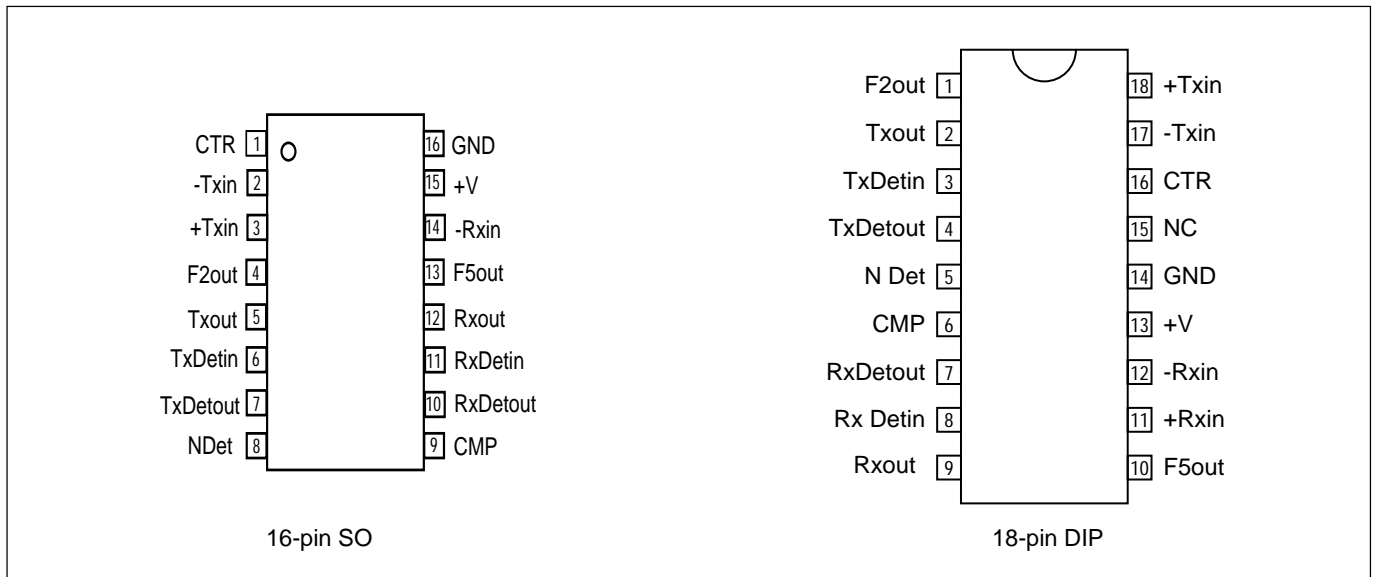 CTR 1 16 GND
-Txin 2 15 +V
+Txin 3 14 -Rxin
F2out 4 13 F5out
Txout 5 12 Rxout
TxDetin 6 11 RxDetin
TxDetout 7 10 RxDetout
NDet 8 9 CMP
16-pin SO
F2out 1 18 +Txin
Txout 2 17 -Txin
TxDetin 3 16 CTR
TxDetout 4 15 NC
N Det 5 14 GND
CMP 6 13 +V
RxDetout 7 12 -Rxin
Rx Detin 8 11 +Rxin
Rxout 9 10 F5out
18-pin DIP